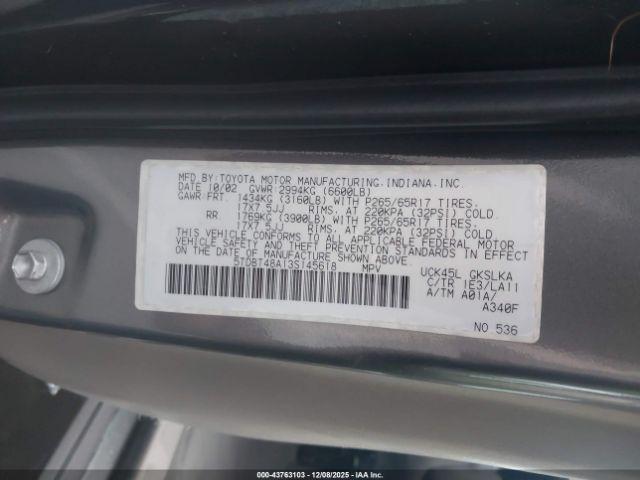 MFD.BY:TOYOTA MOTOR MANUFACTURING,INDIANA,INC.
DATE 10/02 GVWR 2994KG (6600LB)
GAWR FRT. 1434KG (3160LB) WITH P265/65R17 TIRES.
17X7.5JJ RIMS, AT 220KPA (32PSI) COLD.
RR. 1769KG (3900LB) WITH P265/65R17 TIRES.
17X7.5JJ RIMS, AT 220KPA (32PSI) COLD.
THIS VEHICLE CONFORMS TO ALL APPLICABLE FEDERAL MOTOR
VEHICLE SAFETY AND THEFT PREVENTION STANDARDS IN EFFECT
ON THE DATE OF MANUFACTURE SHOWN ABOVE.
5TDBT48A13S145618 MPV
UCK45L GKSLKA
C/TR 1E3/LA11
A/TM A01A/
A340F
NO 536
000-43763103 - 12/08/2025 - IAA Inc.